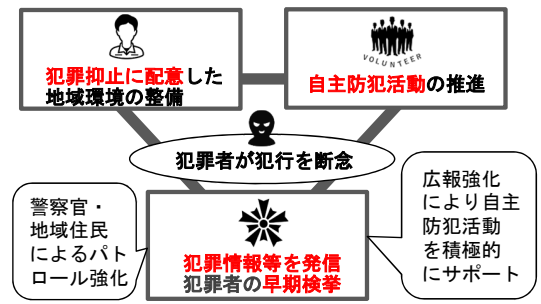 犯罪抑止に配意した
地域環境の整備
VOLUNTEER
自主防犯活動の推進
犯罪者が犯行を断念
警察官・
地域住民
によるパト
ロール強化
犯罪情報等を発信
犯罪者の早期検挙
広報強化
により自主
防犯活動
を積極的
にサポート